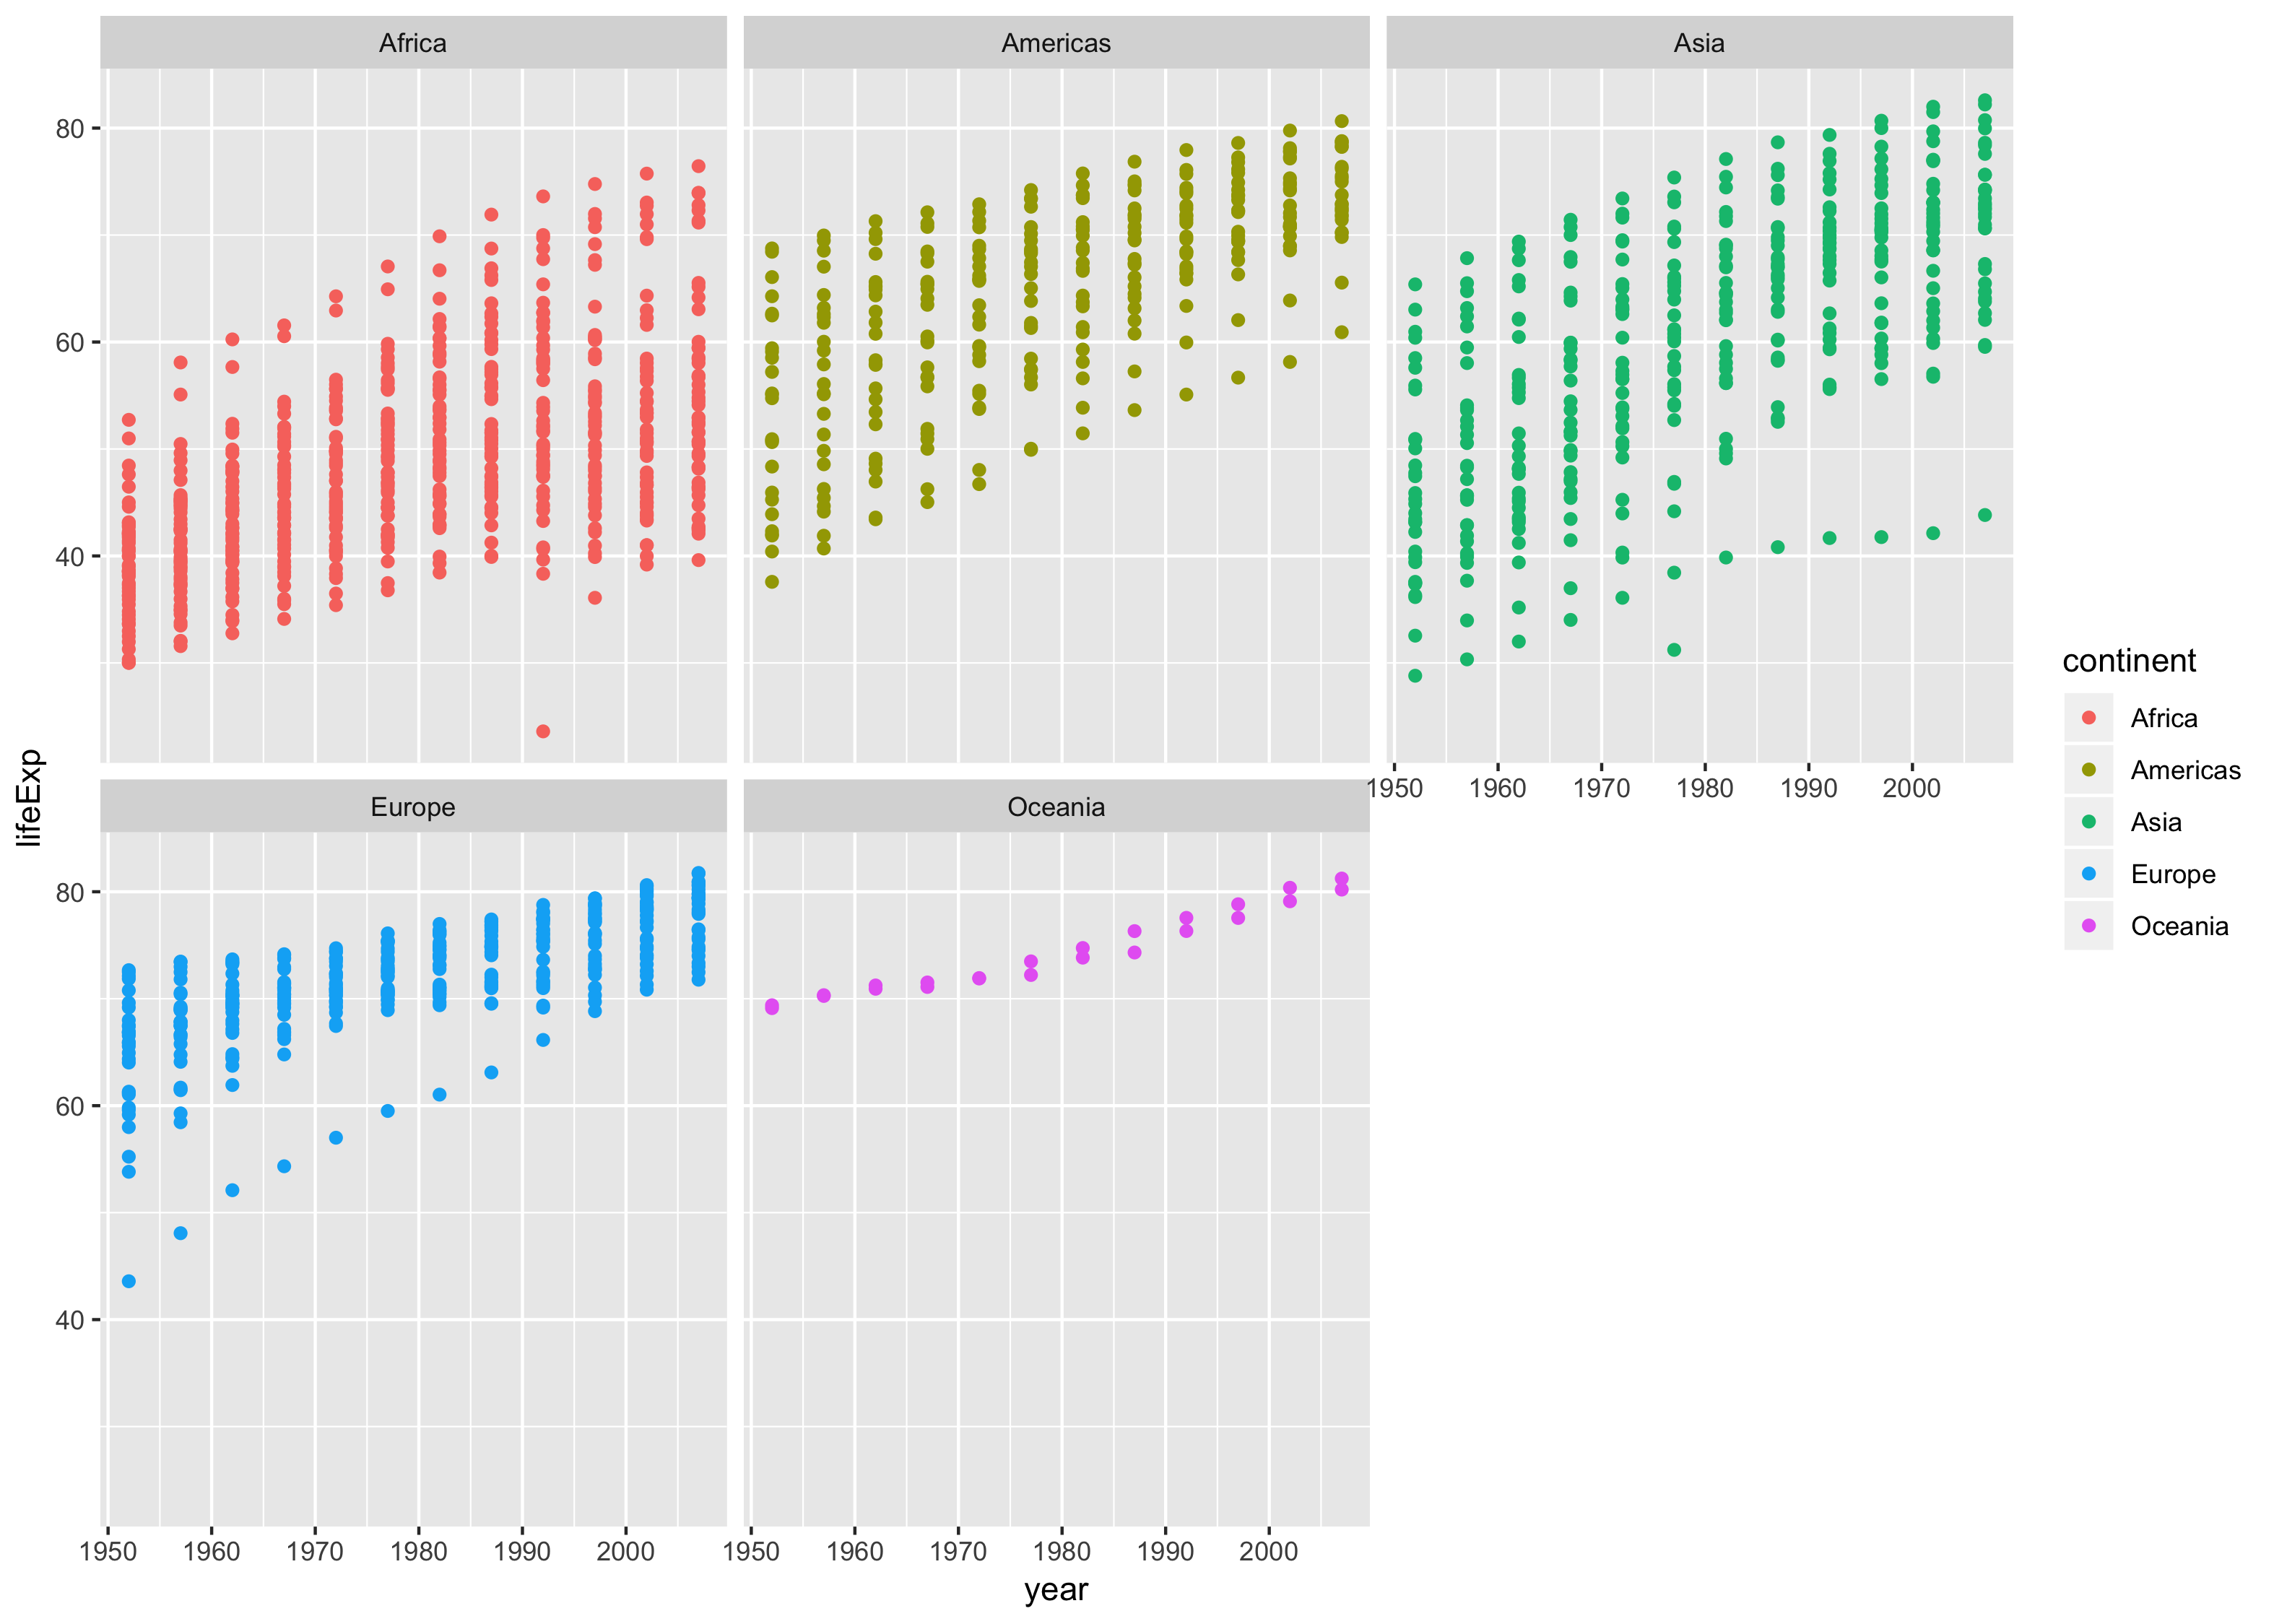 Africa Americas Asia
80
60
40
1950 1960 1970 1980 1990 2000
Europe Oceania
80
60
40
1950 1960 1970 1980 1990 2000 1950 1960 1970 1980 1990 2000
year
lifeExp
continent
Africa
Americas
Asia
Europe
Oceania